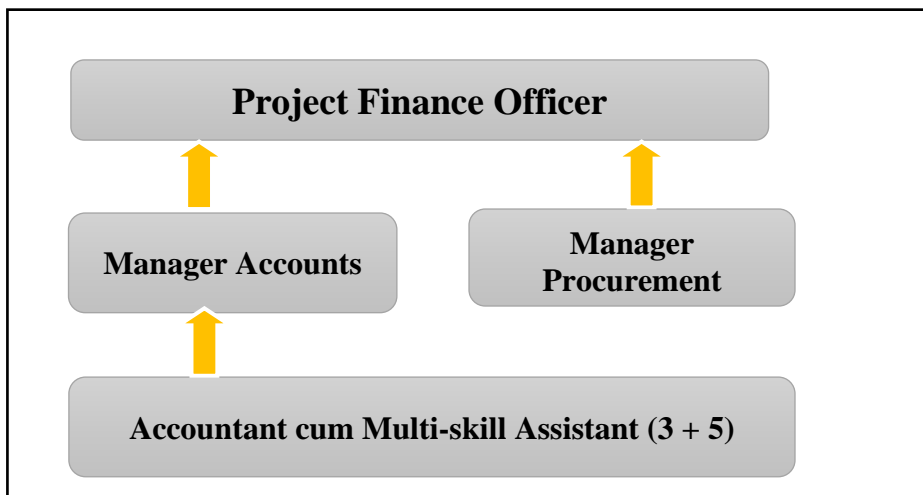 Project Finance Officer
Manager Accounts
Manager
Procurement
Accountant cum Multi-skill Assistant (3 + 5)